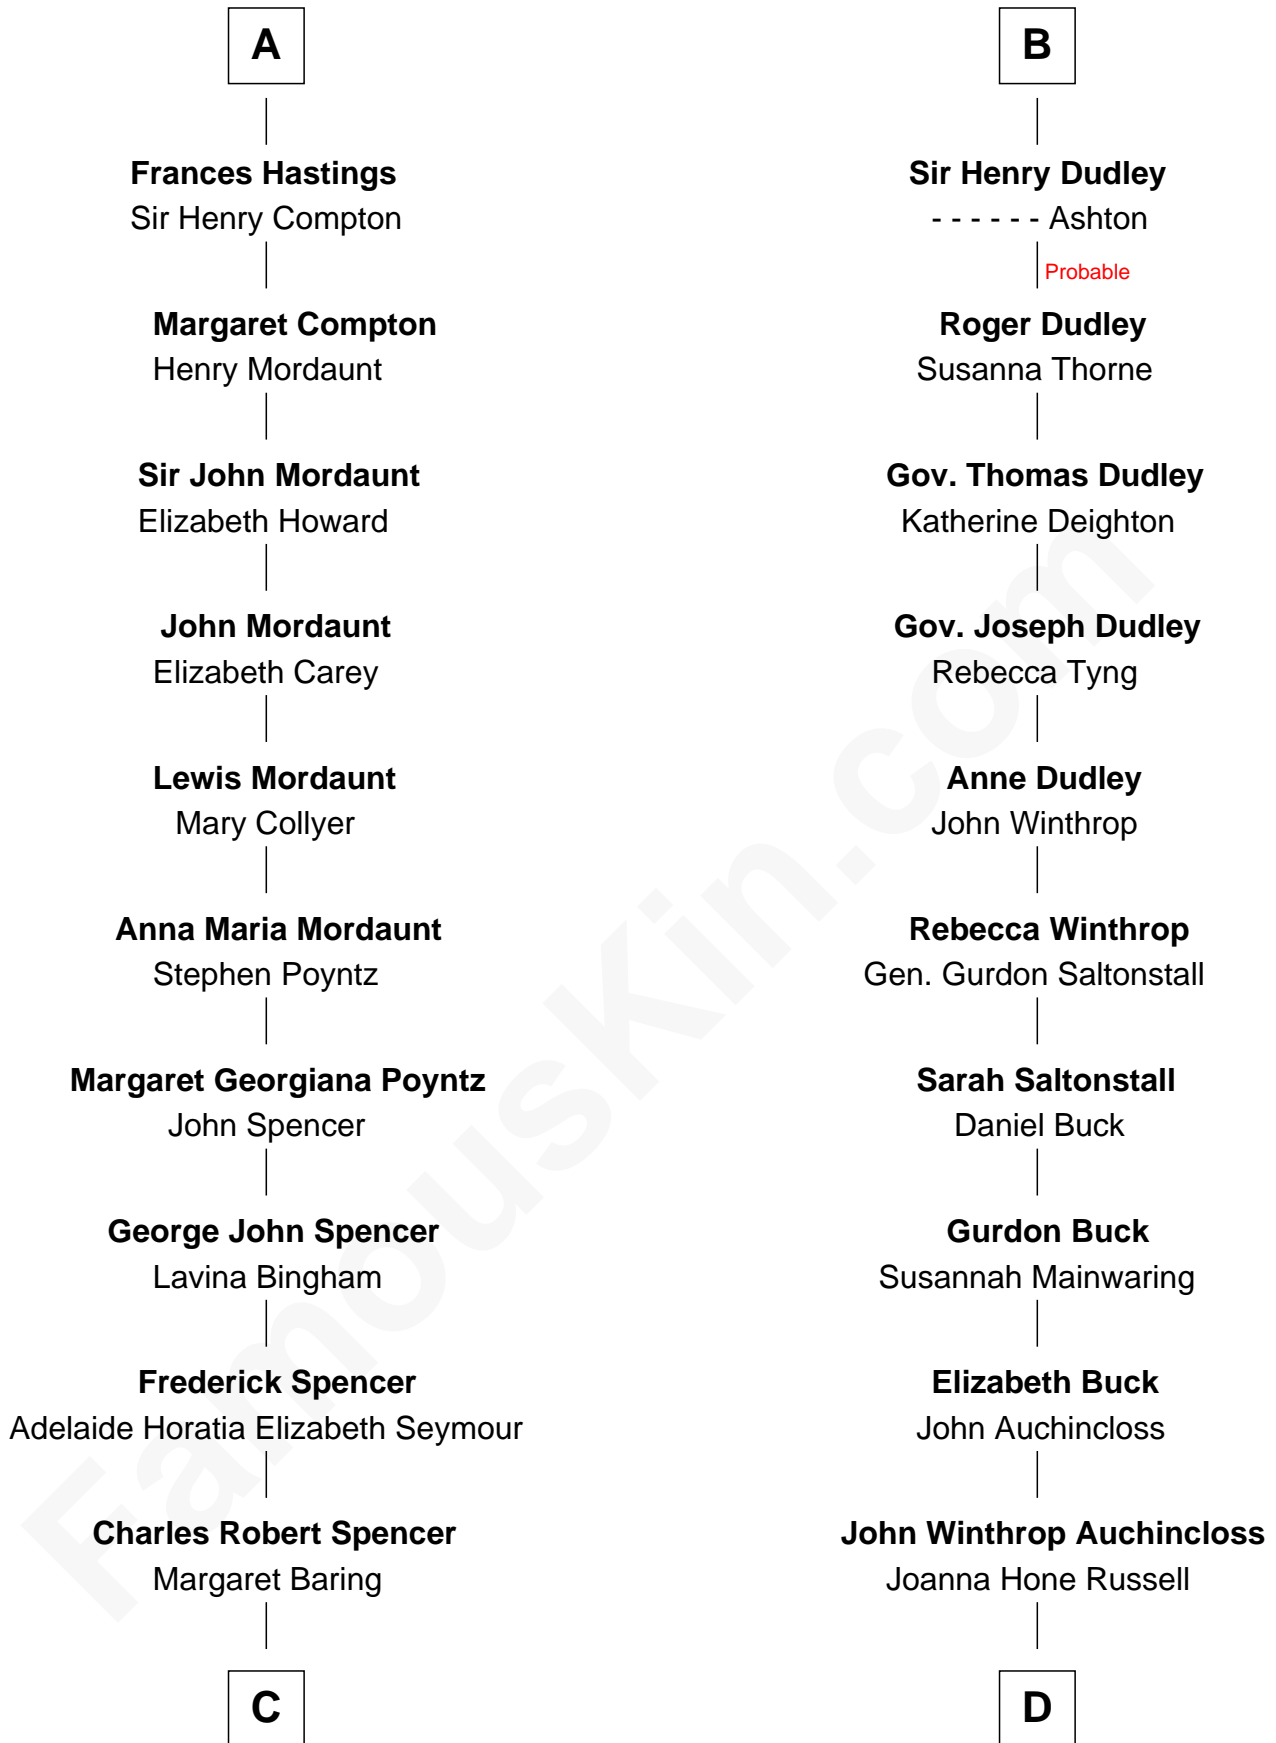 A
Frances Hastings
Sir Henry Compton
Margaret Compton
Henry Mordaunt
Sir John Mordaunt
Elizabeth Howard
John Mordaunt
Elizabeth Carey
Lewis Mordaunt
Mary Collyer
Anna Maria Mordaunt
Stephen Poyntz
Margaret Georgiana Poyntz
John Spencer
George John Spencer
Lavina Bingham
Frederick Spencer
Adelaide Horatia Elizabeth Seymour
Charles Robert Spencer
Margaret Baring
C
B
Sir Henry Dudley
- - - - - - Ashton
Probable
Roger Dudley
Susanna Thorne
Gov. Thomas Dudley
Katherine Deighton
Gov. Joseph Dudley
Rebecca Tyng
Anne Dudley
John Winthrop
Rebecca Winthrop
Gen. Gurdon Saltonstall
Sarah Saltonstall
Daniel Buck
Gurdon Buck
Susannah Mainwaring
Elizabeth Buck
John Auchincloss
John Winthrop Auchincloss
Joanna Hone Russell
D
FamousKin.com